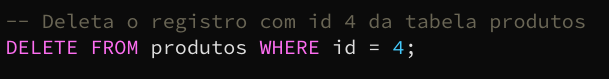 -- Deleta o registro com id 4 da tabela produtos
DELETE FROM produtos WHERE id = 4;